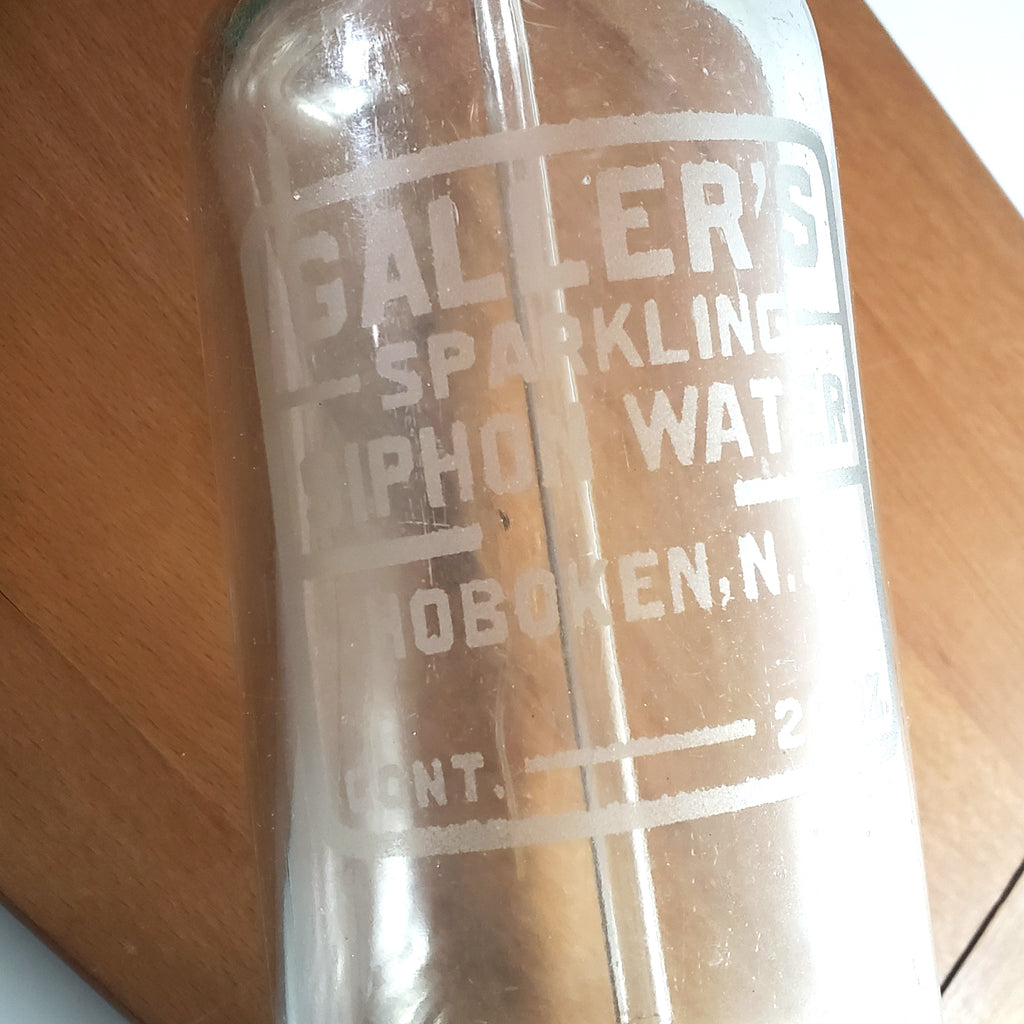 GALLER'S
SPARKLING
SIPHON WATER
HOBOKEN, N.
CONT.